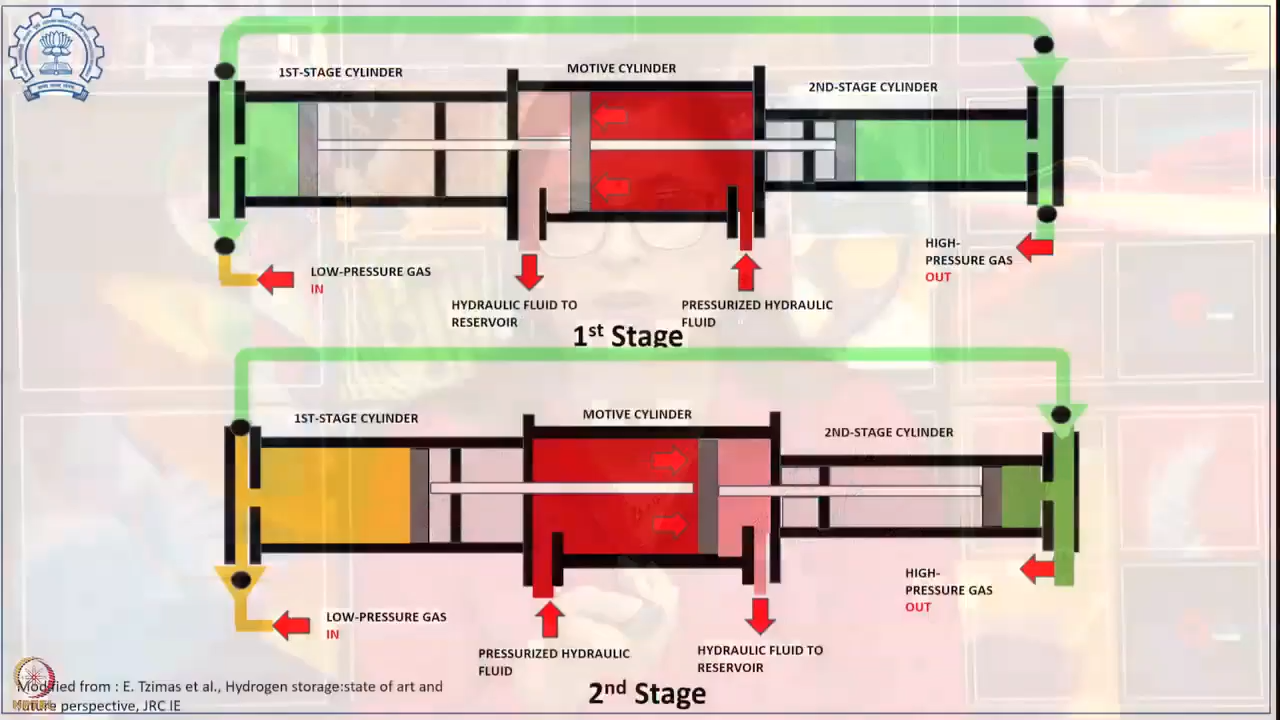 1ST-STAGE CYLINDER
MOTIVE CYLINDER
2ND-STAGE CYLINDER
LOW-PRESSURE GAS
IN
HYDRAULIC FLUID TO
RESERVOIR
PRESSURIZED HYDRAULIC
FLUID
HIGH-
PRESSURE GAS
OUT
1st Stage
1ST-STAGE CYLINDER
MOTIVE CYLINDER
2ND-STAGE CYLINDER
LOW-PRESSURE GAS
IN
PRESSURIZED HYDRAULIC
FLUID
HYDRAULIC FLUID TO
RESERVOIR
HIGH-
PRESSURE GAS
OUT
2nd Stage
Modified from : E. Tzimas et al., Hydrogen storage:state of art and
future perspective, JRC IE